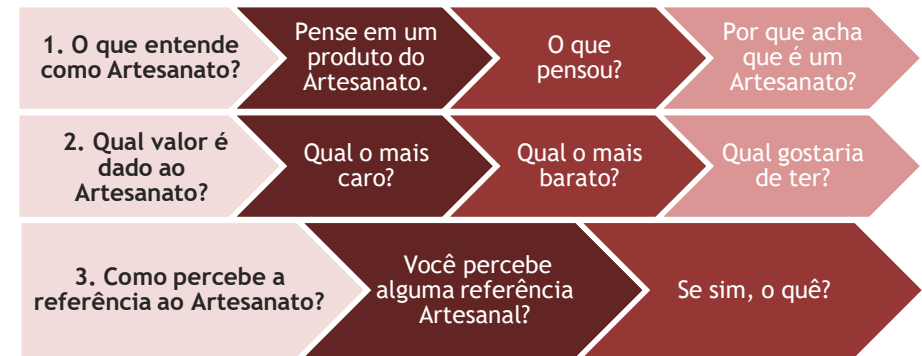 1. O que entende
como Artesanato?
Pense em um
produto do
Artesanato.
O que
pensou?
Por que acha
que é um
Artesanato?
2. Qual valor é
dado ao
Artesanato?
Qual o mais
caro?
Qual o mais
barato?
Qual gostaria
de ter?
3. Como percebe a
referência ao Artesanato?
Você percebe
alguma referência
Artesanal?
Se sim, o quê?